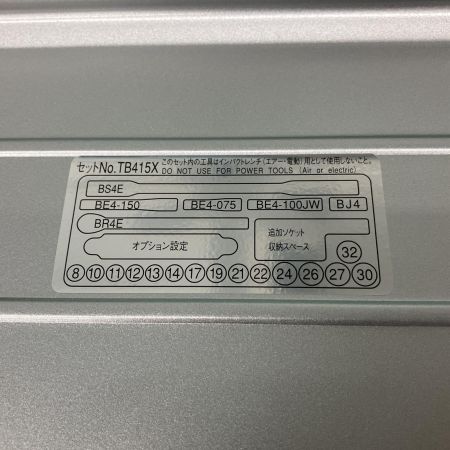 セットNo.TB415X このセット内の工具はインパクトレンチ(エアー・電動)用として使用しないこと。
DO NOT USE FOR POWER TOOLS (Air or electric)
BS4E
BE4-150 BE4-075 BE4-100JW BJ4
BR4E
オプション設定
追加ソケット
収納スペース
32
8 10 11 12 13 14 17 19 21 22 24 26 27 30